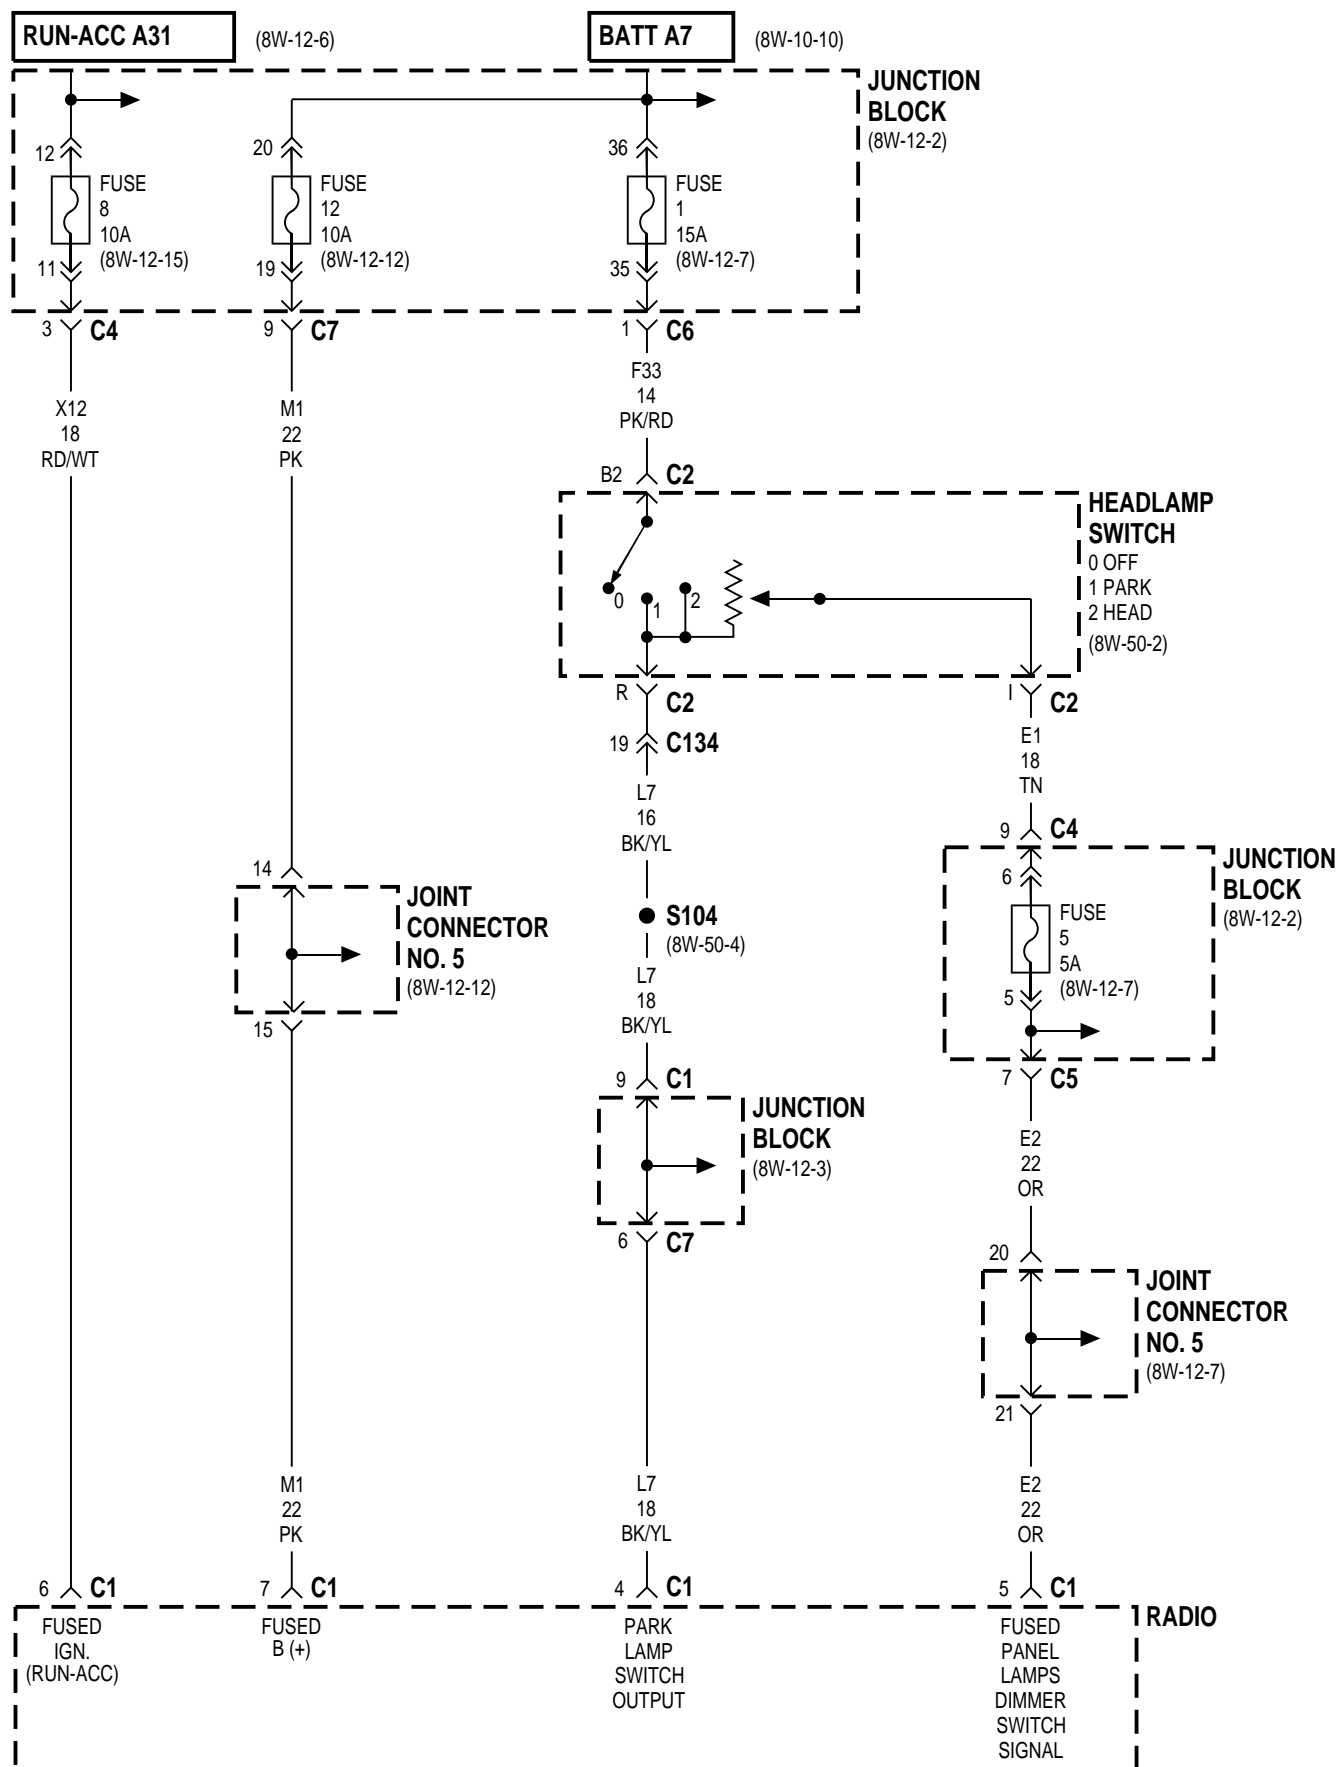 RUN-ACC A31
(8W-12-6)
BATT A7
(8W-10-10)
JUNCTION
BLOCK
(8W-12-2)
12
20
36
FUSE
8
10A
(8W-12-15)
FUSE
12
10A
(8W-12-12)
FUSE
1
15A
(8W-12-7)
11
19
35
3
C4
9
C7
1
C6
X12
18
RD/WT
M1
22
PK
F33
14
PK/RD
B2
C2
HEADLAMP
SWITCH
0 OFF
1 PARK
2 HEAD
(8W-50-2)
0
1
2
R
C2
I
C2
19
C134
E1
18
TN
L7
16
BK/YL
9
C4
JUNCTION
BLOCK
(8W-12-2)
6
FUSE
5
5A
(8W-12-7)
5
7
C5
14
JOINT
CONNECTOR
NO. 5
(8W-12-12)
15
S104
(8W-50-4)
L7
18
BK/YL
9
C1
JUNCTION
BLOCK
(8W-12-3)
6
C7
E2
22
OR
20
JOINT
CONNECTOR
NO. 5
(8W-12-7)
21
M1
22
PK
L7
18
BK/YL
E2
22
OR
6
C1
7
C1
4
C1
5
C1
RADIO
FUSED
IGN.
(RUN-ACC)
FUSED
B (+)
PARK
LAMP
SWITCH
OUTPUT
FUSED
PANEL
LAMPS
DIMMER
SWITCH
SIGNAL